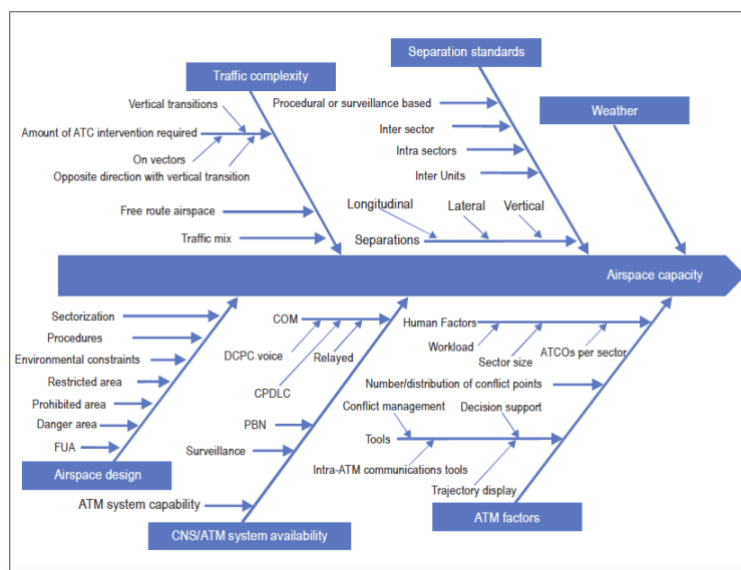 Separation standards
Traffic complexity
Weather
Vertical transitions
Procedural or surveillance based
Amount of ATC intervention required
Inter sector
On vectors
Intra sectors
Opposite direction with vertical transition
Inter Units
Longitudinal
Lateral
Vertical
Free route airspace
Traffic mix
Separations
Airspace capacity
Sectorization
COM
Human Factors
Procedures
DCPC voice
Relayed
Workload
Sector size
ATCOs per sector
Environmental constraints
Restricted area
CPDLC
Number/distribution of conflict points
Prohibited area
Conflict management
Decision support
Danger area
PBN
Tools
FUA
Surveillance
Intra-ATM communications tools
Airspace design
Trajectory display
ATM system capability
ATM factors
CNS/ATM system availability